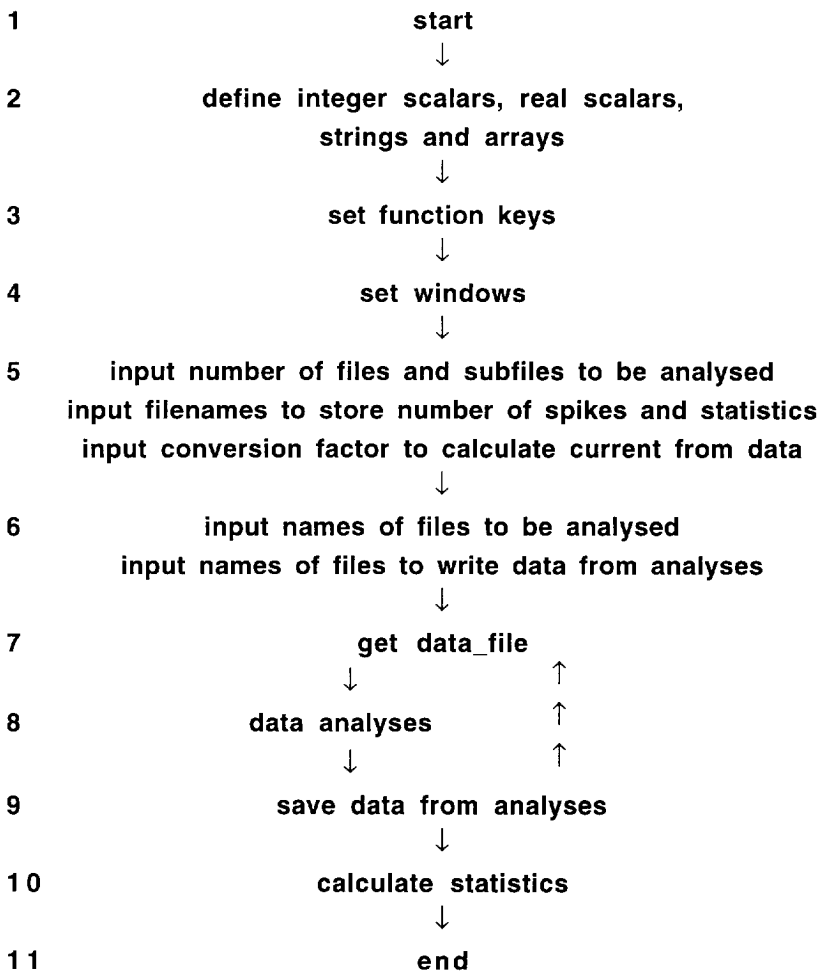 1 start
↓
2 define integer scalars, real scalars,
strings and arrays
↓
3 set function keys
↓
4 set windows
↓
5 input number of files and subfiles to be analysed
input filenames to store number of spikes and statistics
input conversion factor to calculate current from data
↓
6 input names of files to be analysed
input names of files to write data from analyses
↓
7 get data_file
↓ ↑
8 data analyses ↑
↓ ↑
9 save data from analyses
↓
10 calculate statistics
↓
11 end